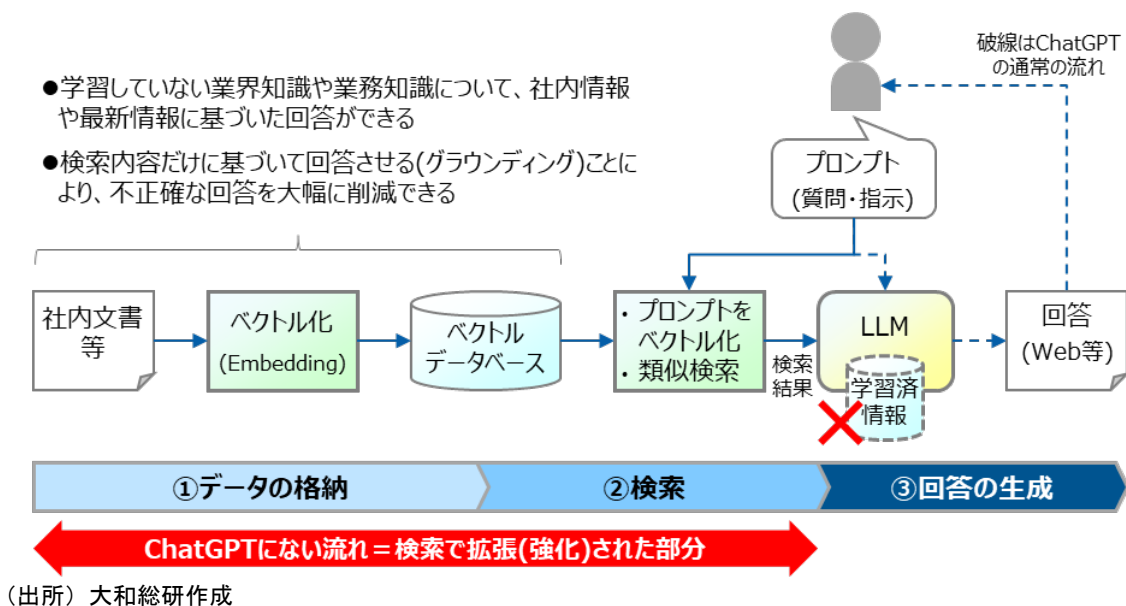 破線はChatGPT
の通常の流れ
●学習していない業界知識や業務知識について、社内情報
や最新情報に基づいた回答ができる
●検索内容だけに基づいて回答させる(グラウンディング)ことに
より、不正確な回答を大幅に削減できる
プロンプト
(質問・指示)
社内文書
等
ベクトル化
(Embedding)
ベクトル
データベース
・プロンプトを
ベクトル化
・類似検索
検索
結果
LLM
学習済
情報
回答
(Web等)
①データの格納
②検索
③回答の生成
ChatGPTにない流れ＝検索で拡張(強化)された部分
（出所）大和総研作成